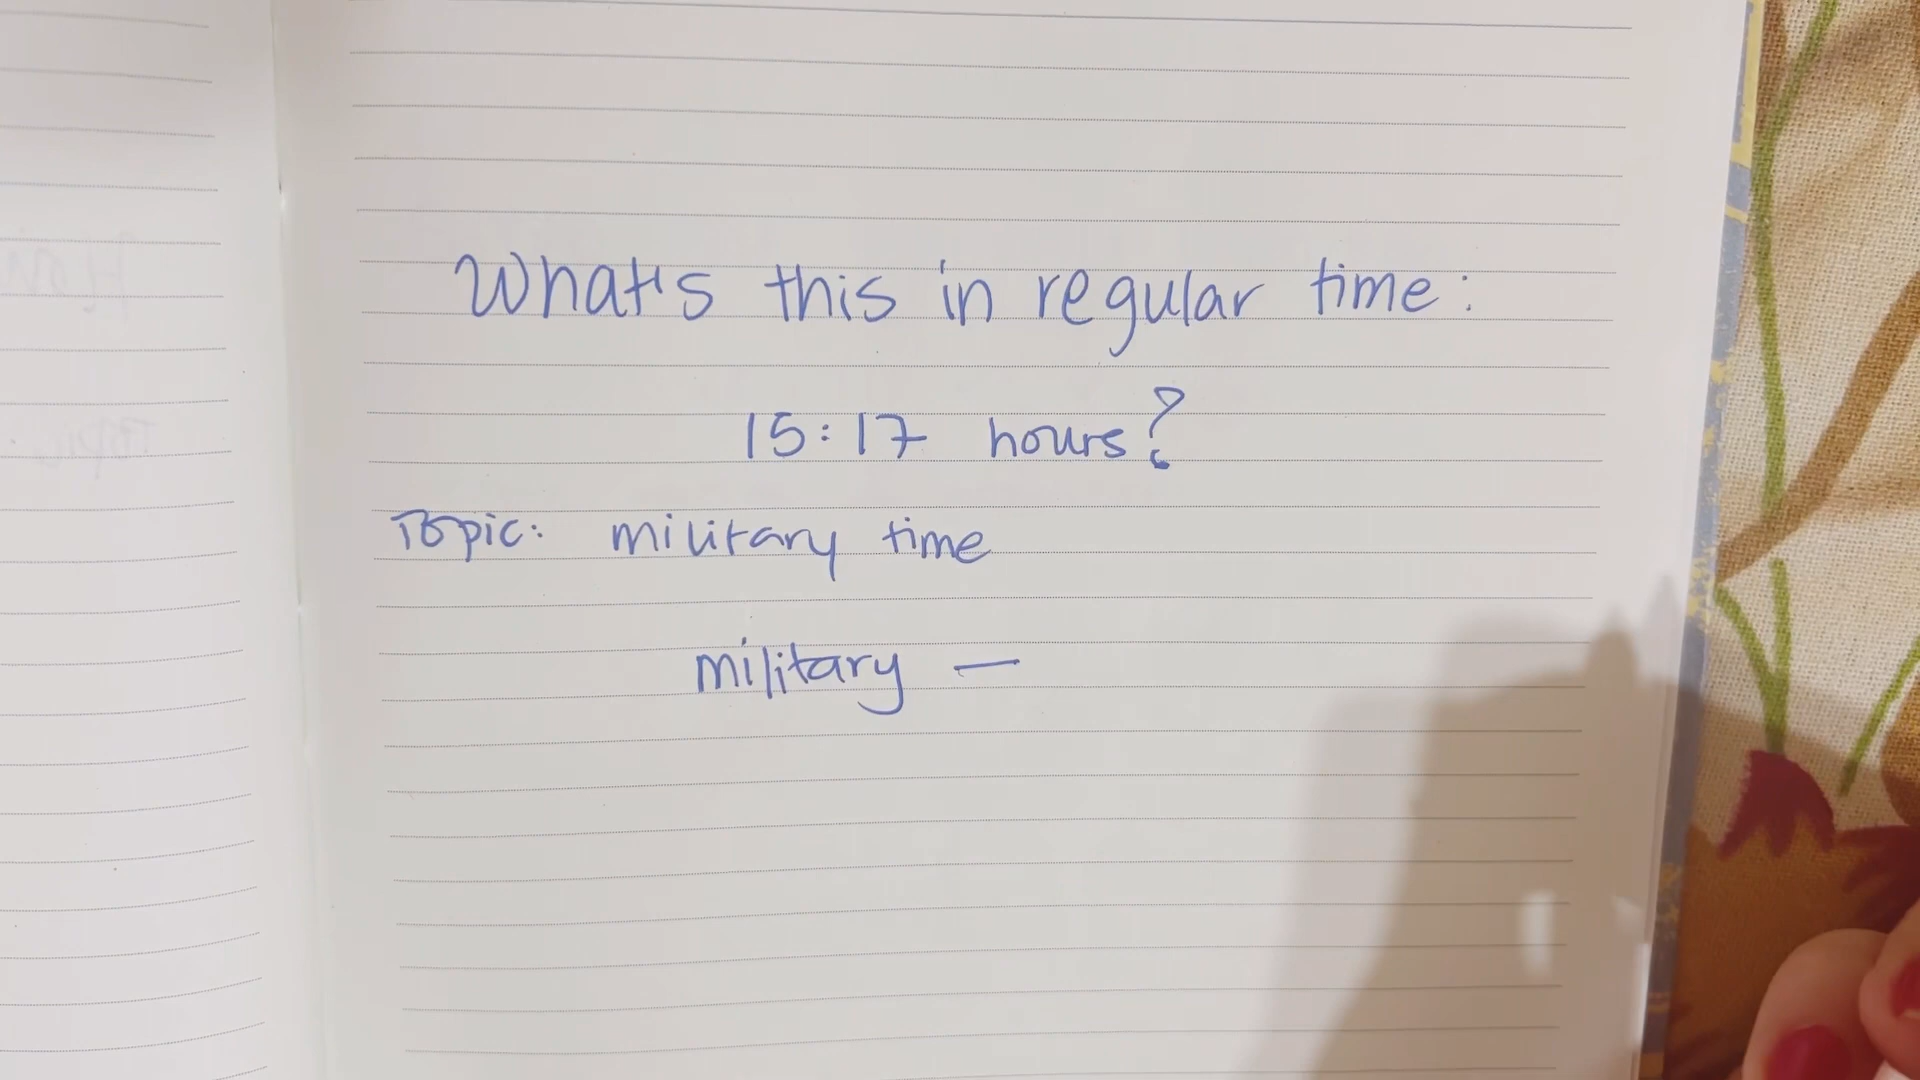 What's this in regular time:
15:17 hours?
Topic: military time
military —